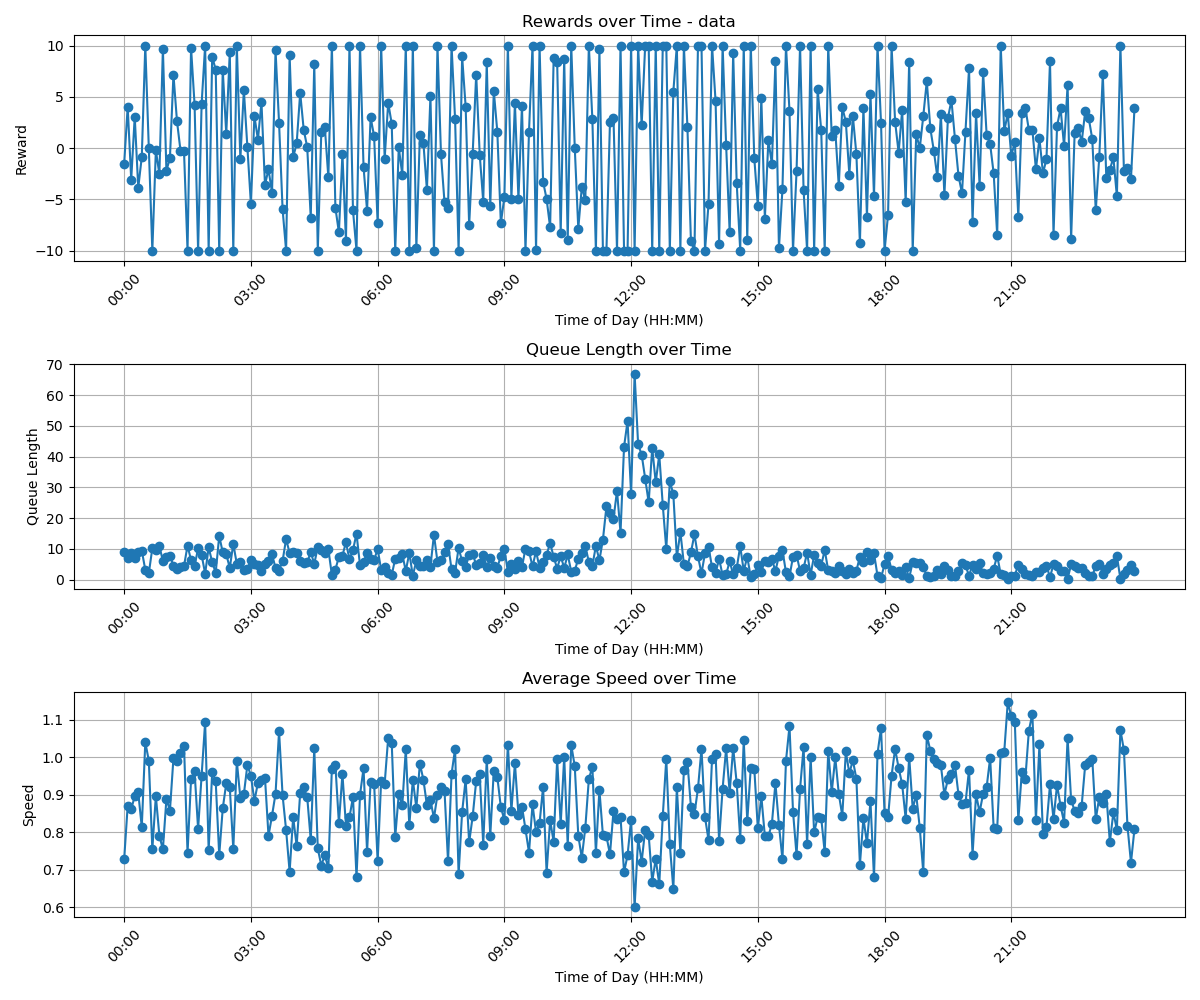 Rewards over Time - data
10
5
0
−5
−10
Reward
00:00 03:00 06:00 09:00 12:00 15:00 18:00 21:00
Time of Day (HH:MM)
Queue Length over Time
70
60
50
40
30
20
10
0
Queue Length
00:00 03:00 06:00 09:00 12:00 15:00 18:00 21:00
Time of Day (HH:MM)
Average Speed over Time
1.1
1.0
0.9
0.8
0.7
0.6
Speed
00:00 03:00 06:00 09:00 12:00 15:00 18:00 21:00
Time of Day (HH:MM)